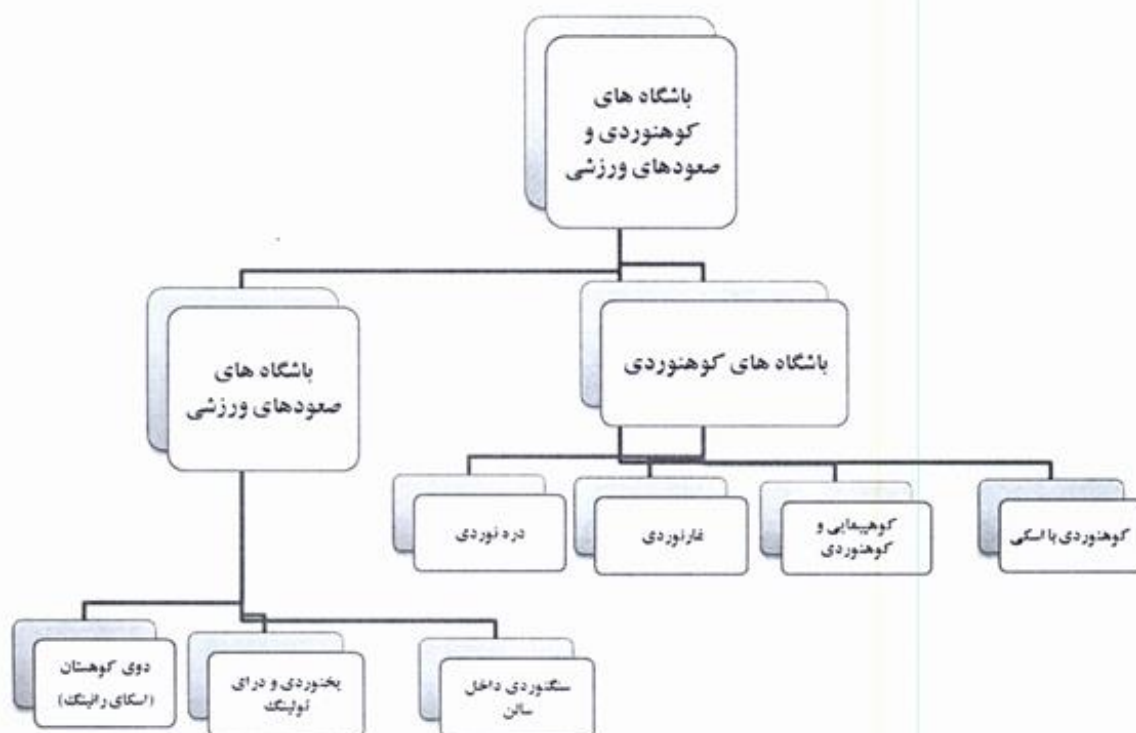 باشگاه های
کوهنوردی و
صعودهای ورزشی
باشگاه های کوهنوردی
باشگاه های
صعودهای ورزشی
کوهنوردی با اسکی
کوهپیمایی و
کوهنوردی
غارنوردی
دره نوردی
سنگنوردی داخل
سالن
یخنوردی و درای
تولینگ
دوی کوهستان
(اسکای رانینگ)